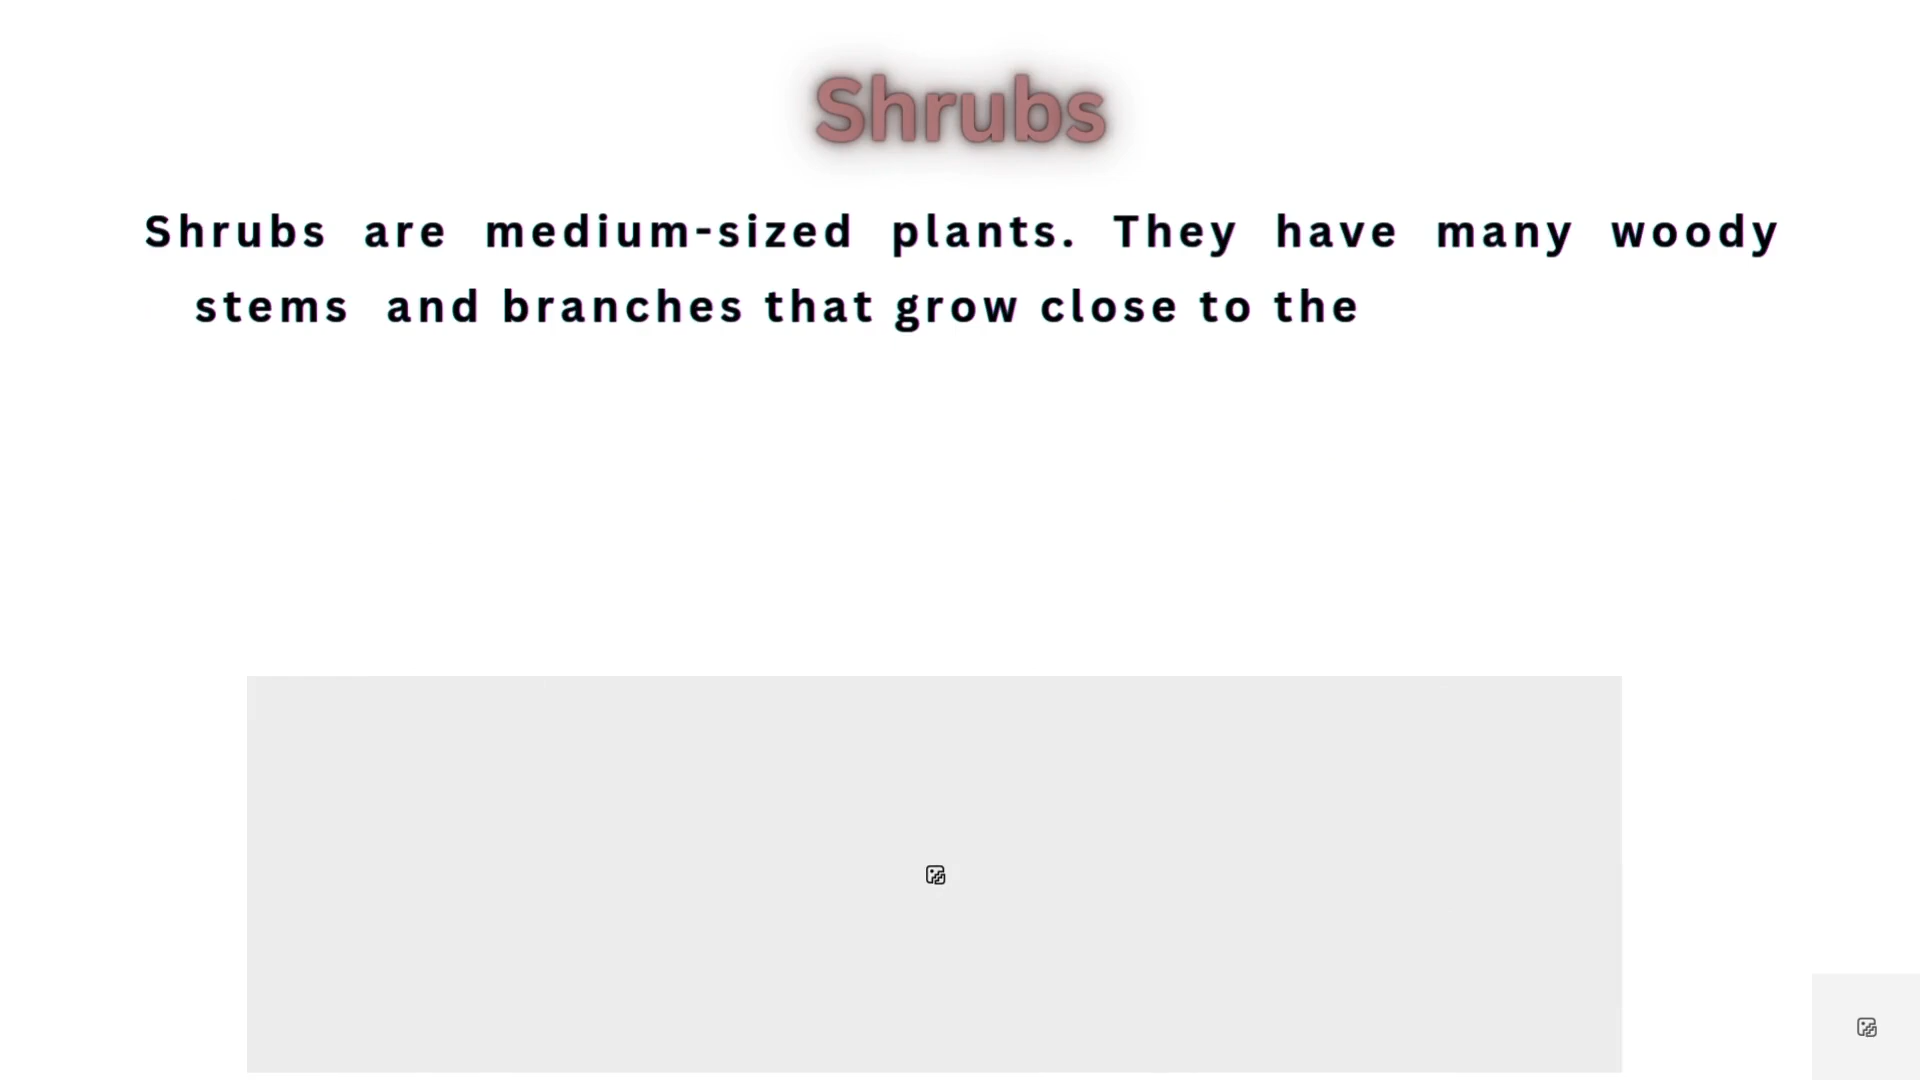 Shrubs
Shrubs are medium-sized plants. They have many woody
stems and branches that grow close to the